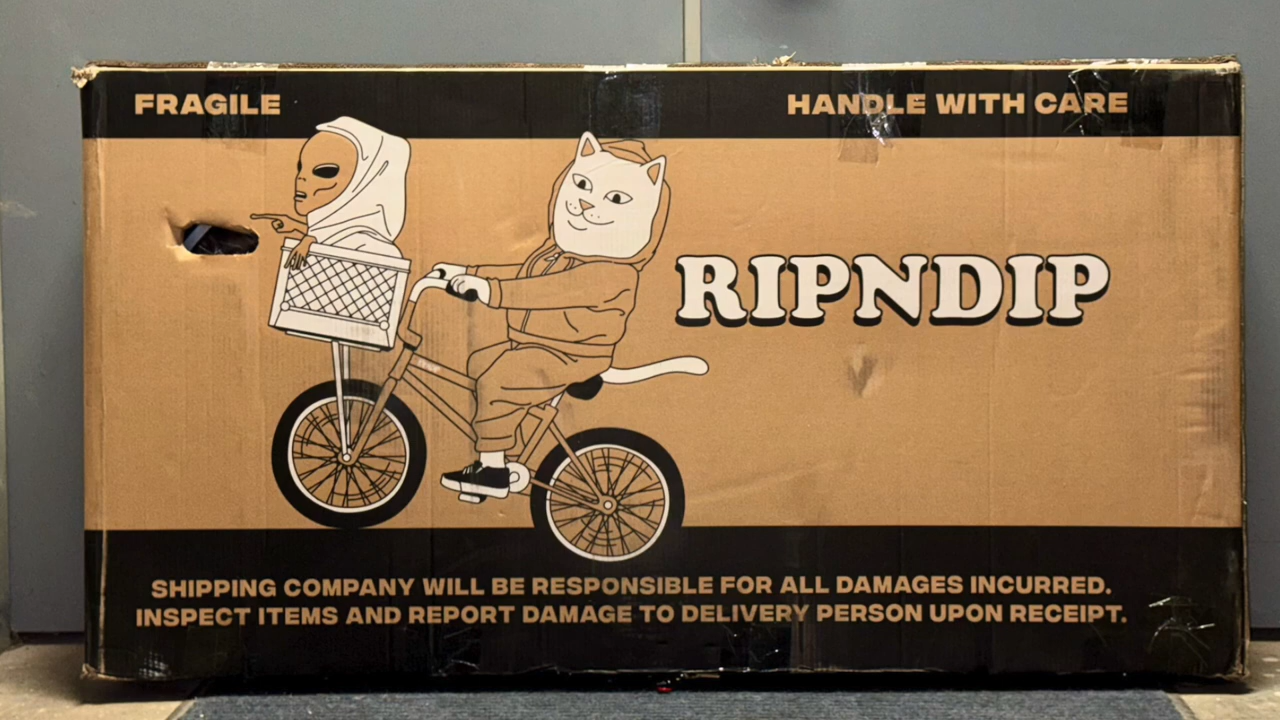 FRAGILE
HANDLE WITH CARE
RIPNDIP
SHIPPING COMPANY WILL BE RESPONSIBLE FOR ALL DAMAGES INCURRED.
INSPECT ITEMS AND REPORT DAMAGE TO DELIVERY PERSON UPON RECEIPT.